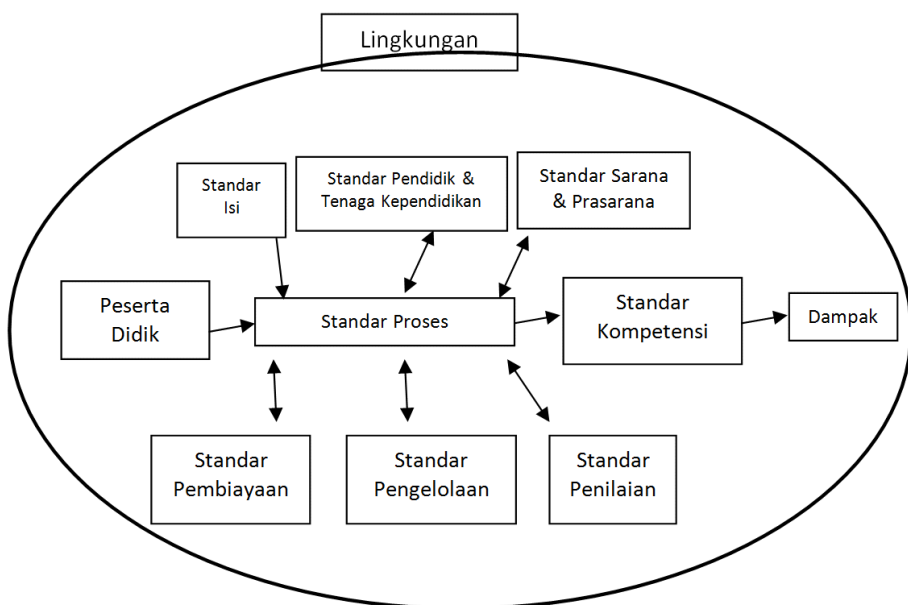 Lingkungan
Standar
Isi
Standar Pendidik &
Tenaga Kependidikan
Standar Sarana
& Prasarana
Peserta
Didik
Standar Proses
Standar
Kompetensi
Dampak
Standar
Pembiayaan
Standar
Pengelolaan
Standar
Penilaian